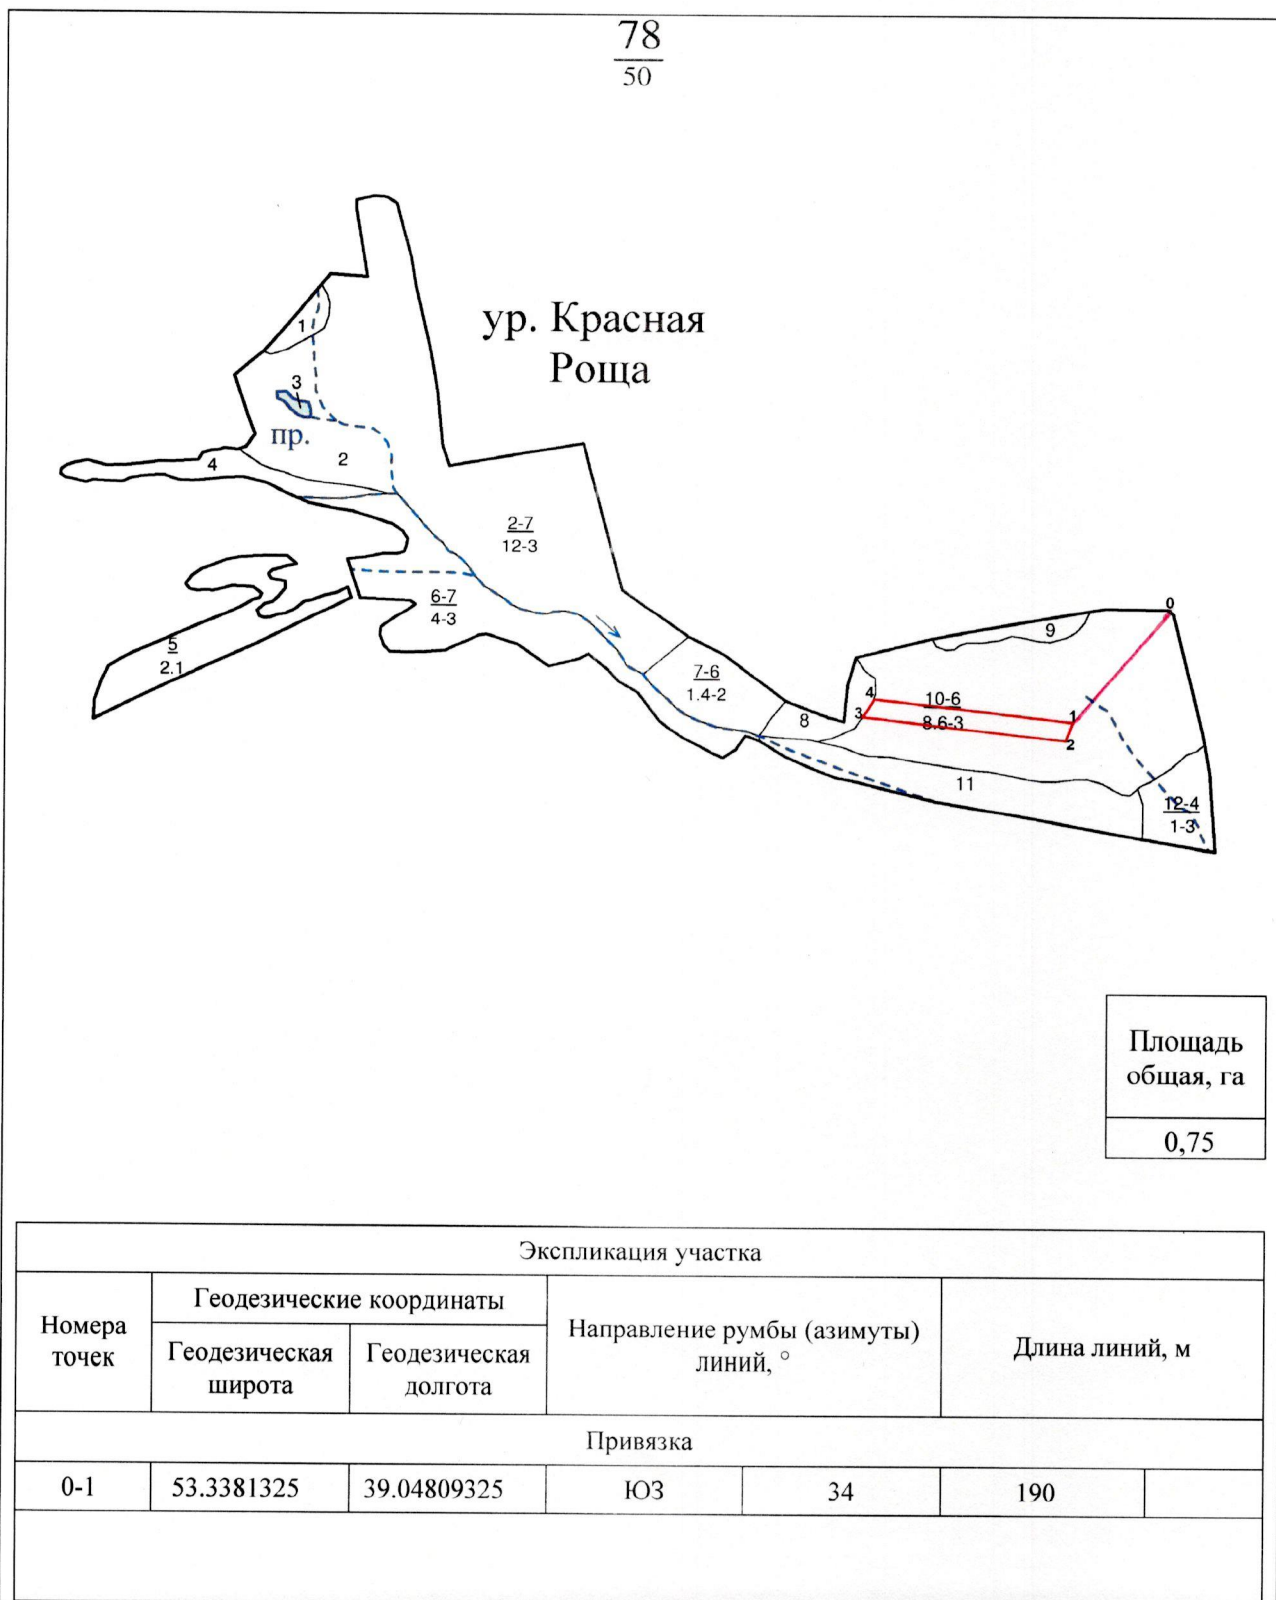 78
50
ур. Красная
Роща
1
3
пр.
2
4
2-7
12-3
6-7
4-3
5
2.1
7-6
1.4-2
8
9
0
4
10-6
3
8.6-3
1
2
11
12-4
1-3
Площадь
общая, га
0,75
Экспликация участка
Номера
точек
Геодезические координаты
Геодезическая
широта
Геодезическая
долгота
Направление румбы (азимуты)
линий, °
Длина линий, м
Привязка
0-1 53.3381325 39.04809325 ЮЗ 34 190